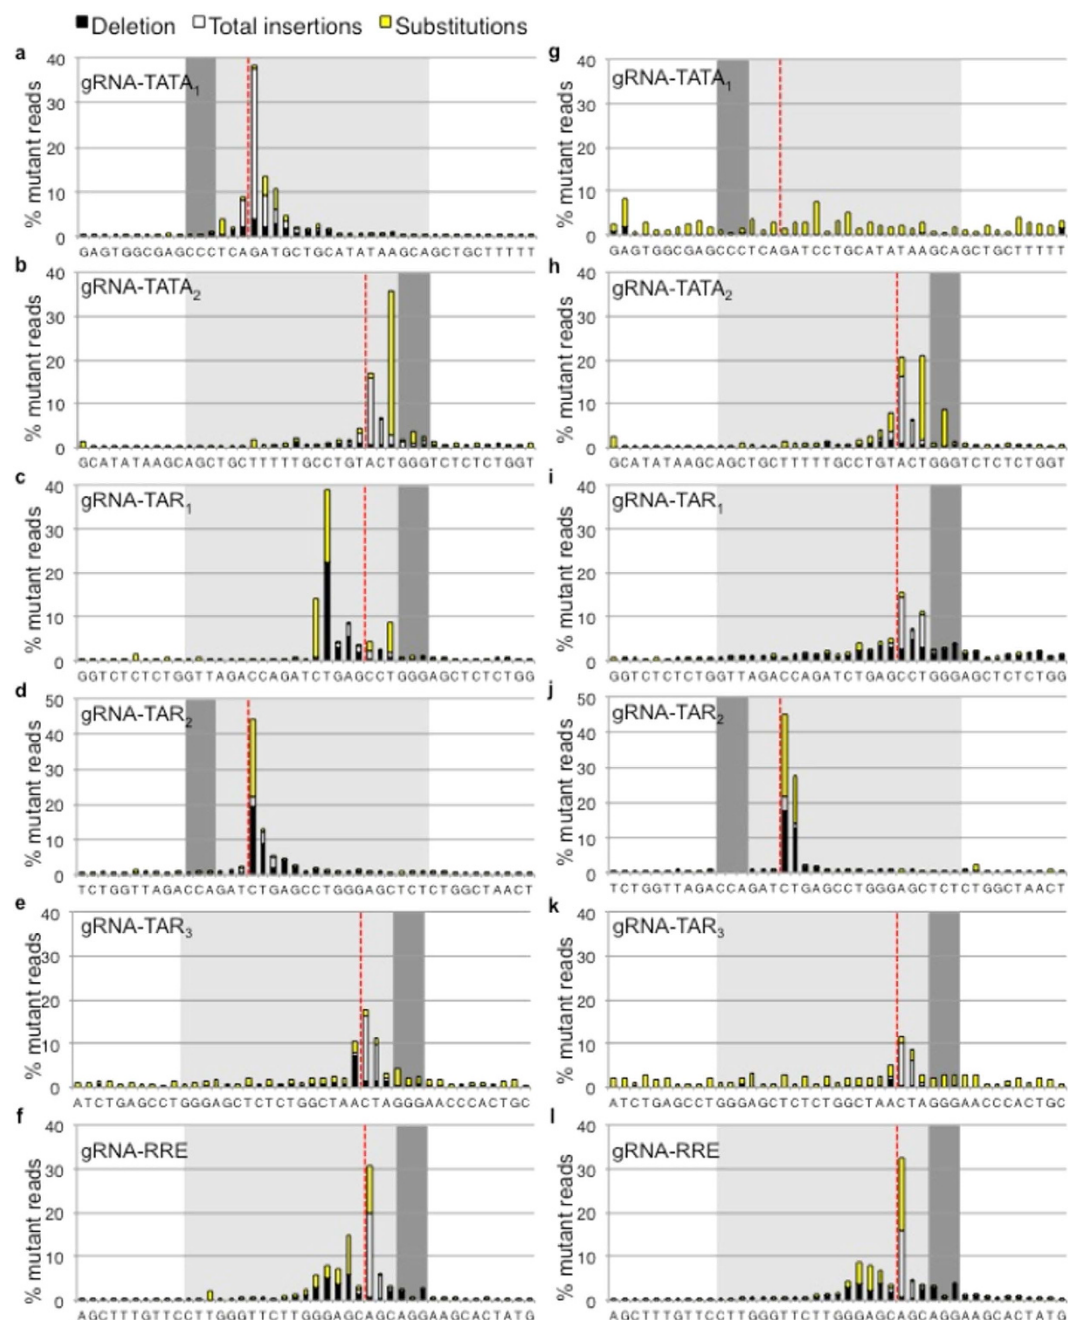 Deletion Total insertions Substitutions
a
% mutant reads
40
30
20
10
0
gRNA-TATA1
GAGTGGCGAGCCCTCAGATGCTGCATATAAGCAGCTGCTTTTT
b
% mutant reads
40
30
20
10
0
gRNA-TATA2
GCATATAAGCAGCTGCTTTTTGCCTGTACTGGGTCTCTCTGGT
c
% mutant reads
40
30
20
10
0
gRNA-TAR1
GGTCTCTCTGGTTAGACCAGATCTGAGCCTGGGAGCTCTCTGG
d
% mutant reads
50
40
30
20
10
0
gRNA-TAR2
TCTGGTTAGACCAGATCTGAGCCTGGGAGCTCTCTGGCTAACT
e
% mutant reads
40
30
20
10
0
gRNA-TAR3
ATCTGAGCCTGGGAGCTCTCTGGCTAACTAGGGAACCCACTGC
f
% mutant reads
40
30
20
10
0
gRNA-RRE
AGCTTTGTTCCTTGGGTTCTTGGGAGCAGCAGGAAGCACTATG
g
% mutant reads
40
30
20
10
0
gRNA-TATA1
GAGTGGCGAGCCCTCAGATCCTGCATATAAGCAGCTGCTTTTT
h
% mutant reads
40
30
20
10
0
gRNA-TATA2
GCATATAAGCAGCTGCTTTTTGCCTGTACTGGGTCTCTCTGGT
i
% mutant reads
40
30
20
10
0
gRNA-TAR1
GGTCTCTCTGGTTAGACCAGATCTGAGCCTGGGAGCTCTCTGG
j
% mutant reads
50
40
30
20
10
0
gRNA-TAR2
TCTGGTTAGACCAGATCTGAGCCTGGGAGCTCTCTGGCTAACT
k
% mutant reads
40
30
20
10
0
gRNA-TAR3
ATCTGAGCCTGGGAGCTCTCTGGCTAACTAGGGAACCCACTGC
l
% mutant reads
40
30
20
10
0
gRNA-RRE
AGCTTTGTTCCTTGGGTTCTTGGGAGCAGCAGGAAGCACTATG